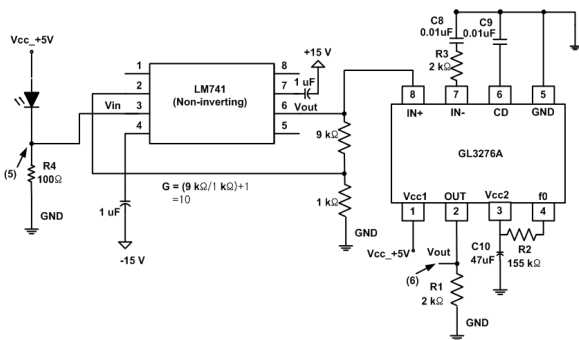 C8
0.01uF
C9
0.01uF
Vcc_+5V
+15 V
R3
2 kΩ
1
8
2
LM741
7
1 uF
Vin
3
(Non-inverting)
6
Vout
4
5
8
7
6
5
IN+
IN-
CD
GND
9 kΩ
GL3276A
(5)
R4
100Ω
G = (9 kΩ/1 kΩ)+1
=10
1 kΩ
Vcc1
OUT
Vcc2
f0
1
2
3
4
GND
1 uF
GND
Vcc_+5V
Vout
C10
47uF
R2
155 kΩ
-15 V
(6)
R1
2 kΩ
GND